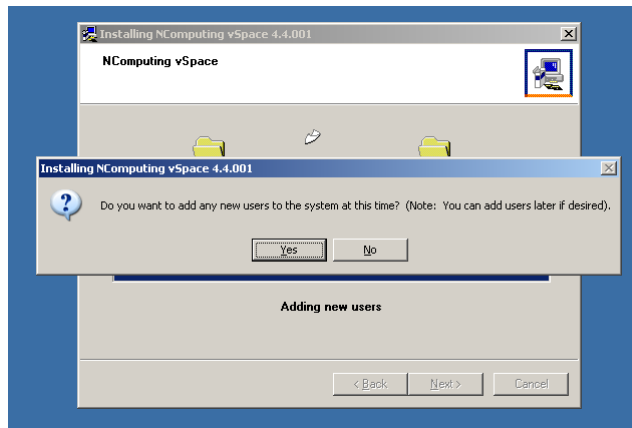 Installing NComputing vSpace 4.4.001
NComputing vSpace
Installing NComputing vSpace 4.4.001
Do you want to add any new users to the system at this time? (Note: You can add users later if desired).
Yes
No
Adding new users
< Back
Next >
Cancel